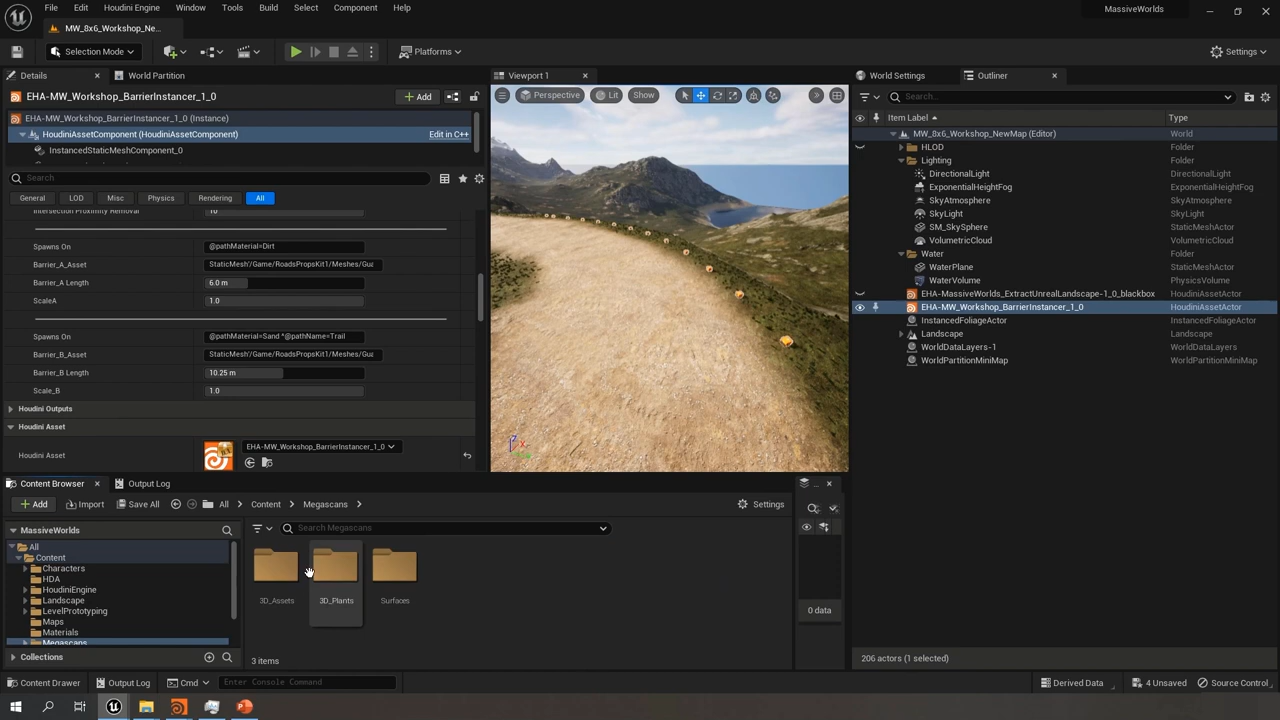 File Edit Houdini Engine Window Tools Build Select Actor Help
MassiveWorlds
MW_8x6_Workshop_Ne...
Selection Mode
Platforms
Settings
Details
World Partition
Viewport 1
World Settings
Outliner
EHA-MW_Workshop_BarrierInstancer_1_0
Add
Perspective
Lit
Show
Search...
EHA-MW_Workshop_BarrierInstancer_1_0 (Instance)
Item Label
Type
HoudiniAssetComponent (HoudiniAssetComponent)
Edit in C++
MW_8x6_Workshop_NewMap (Editor)
World
InstancedStaticMeshComponent_0
HLOD
Folder
Lighting
Folder
Search
DirectionalLight
DirectionalLight
ExponentialHeightFog
ExponentialHeightFog
General
LOD
Misc
Physics
Rendering
All
SkyAtmosphere
SkyAtmosphere
Intersection Proximity Removal
10
SkyLight
SkyLight
SM_SkySphere
StaticMeshActor
VolumetricCloud
VolumetricCloud
Spawns On
@pathMaterial=Dirt
Water
Folder
Barrier_A_Asset
StaticMesh'/Game/RoadsPropsKit1/Meshes/Gua
WaterPlane
StaticMeshActor
Barrier_A Length
6.0 m
WaterVolume
PhysicsVolume
ScaleA
1.0
EHA-MassiveWorlds_ExtractUnrealLandscape-1_0_blackbox
HoudiniAssetActor
EHA-MW_Workshop_BarrierInstancer_1_0
HoudiniAssetActor
InstancedFoliageActor
InstancedFoliageActor
Spawns On
@pathMaterial=Sand ^@pathName=Trail
Landscape
Landscape
WorldDataLayers-1
WorldDataLayers
Barrier_B_Asset
StaticMesh'/Game/RoadsPropsKit1/Meshes/Gua
WorldPartitionMiniMap
WorldPartitionMiniMap
Barrier_B Length
10.25 m
Scale_B
1.0
Houdini Outputs
Houdini Asset
Houdini Asset
EHA-MW_Workshop_BarrierInstancer_1_0
Content Browser
Output Log
Add
Import
Save All
All
Content
Megascans
Settings
MassiveWorlds
Search Megascans
All
Content
Characters
HDA
HoudiniEngine
Landscape
LevelPrototyping
Maps
Materials
Megascans
3D_Assets
3D_Plants
Surfaces
0 data
Collections
3 items
206 actors (1 selected)
Content Drawer
Output Log
Cmd
Enter Console Command
Derived Data
4 Unsaved
Source Control